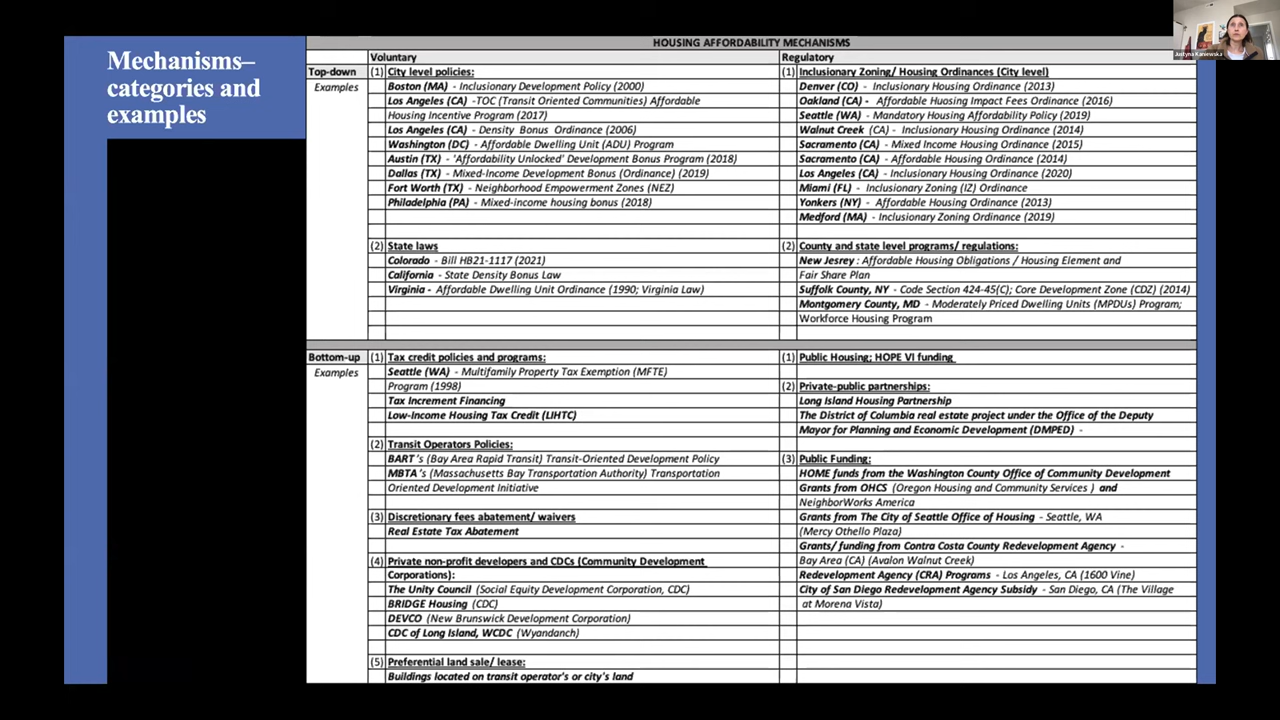 Mechanisms–
categories and
examples
Justyna Kaniewska
HOUSING AFFORDABILITY MECHANISMS
Voluntary
Regulatory
Top-down
Examples
(1) City level policies:
Boston (MA) - Inclusionary Development Policy (2000)
Los Angeles (CA) -TOC (Transit Oriented Communities) Affordable
Housing Incentive Program (2017)
Los Angeles (CA) - Density Bonus Ordinance (2006)
Washington (DC) - Affordable Dwelling Unit (ADU) Program
Austin (TX) - 'Affordability Unlocked' Development Bonus Program (2018)
Dallas (TX) - Mixed-Income Development Bonus (Ordinance) (2019)
Fort Worth (TX) - Neighborhood Empowerment Zones (NEZ)
Philadelphia (PA) - Mixed-income housing bonus (2018)
(2) State laws
Colorado - Bill HB21-1117 (2021)
California - State Density Bonus Law
Virginia - Affordable Dwelling Unit Ordinance (1990; Virginia Law)
(1) Inclusionary Zoning/ Housing Ordinances (City level)
Denver (CO) - Inclusionary Housing Ordinance (2013)
Oakland (CA) - Affordable Huosing Impact Fees Ordinance (2016)
Seattle (WA) - Mandatory Housing Affordability Policy (2019)
Walnut Creek (CA) - Inclusionary Housing Ordinance (2014)
Sacramento (CA) - Mixed Income Housing Ordinance (2015)
Sacramento (CA) - Affordable Housing Ordinance (2014)
Los Angeles (CA) - Inclusionary Housing Ordinance (2020)
Miami (FL) - Inclusionary Zoning (IZ) Ordinance
Yonkers (NY) - Affordable Housing Ordinance (2013)
Medford (MA) - Inclusionary Zoning Ordinance (2019)
(2) County and state level programs/ regulations:
New Jesrey : Affordable Housing Obligations / Housing Element and
Fair Share Plan
Suffolk County, NY - Code Section 424-45(C); Core Development Zone (CDZ) (2014)
Montgomery County, MD - Moderately Priced Dwelling Units (MPDUs) Program;
Workforce Housing Program
Bottom-up
Examples
(1) Tax credit policies and programs:
Seattle (WA) - Multifamily Property Tax Exemption (MFTE)
Program (1998)
Tax Increment Financing
Low-Income Housing Tax Credit (LIHTC)
(2) Transit Operators Policies:
BART 's (Bay Area Rapid Transit) Transit-Oriented Development Policy
MBTA 's (Massachusetts Bay Transportation Authority) Transportation
Oriented Development Initiative
(3) Discretionary fees abatement/ waivers
Real Estate Tax Abatement
(4) Private non-profit developers and CDCs (Community Development
Corporations):
The Unity Council (Social Equity Development Corporation, CDC)
BRIDGE Housing (CDC)
DEVCO (New Brunswick Development Corporation)
CDC of Long Island, WCDC (Wyandanch)
(5) Preferential land sale/ lease:
Buildings located on transit operator's or city's land
(1) Public Housing; HOPE VI funding
(2) Private-public partnerships:
Long Island Housing Partnership
The District of Columbia real estate project under the Office of the Deputy
Mayor for Planning and Economic Development (DMPED) -
(3) Public Funding:
HOME funds from the Washington County Office of Community Development
Grants from OHCS (Oregon Housing and Community Services ) and
NeighborWorks America
Grants from The City of Seattle Office of Housing - Seattle, WA
(Mercy Othello Plaza)
Grants/ funding from Contra Costa County Redevelopment Agency -
Bay Area (CA) (Avalon Walnut Creek)
Redevelopment Agency (CRA) Programs - Los Angeles, CA (1600 Vine)
City of San Diego Redevelopment Agency Subsidy - San Diego, CA (The Village
at Morena Vista)